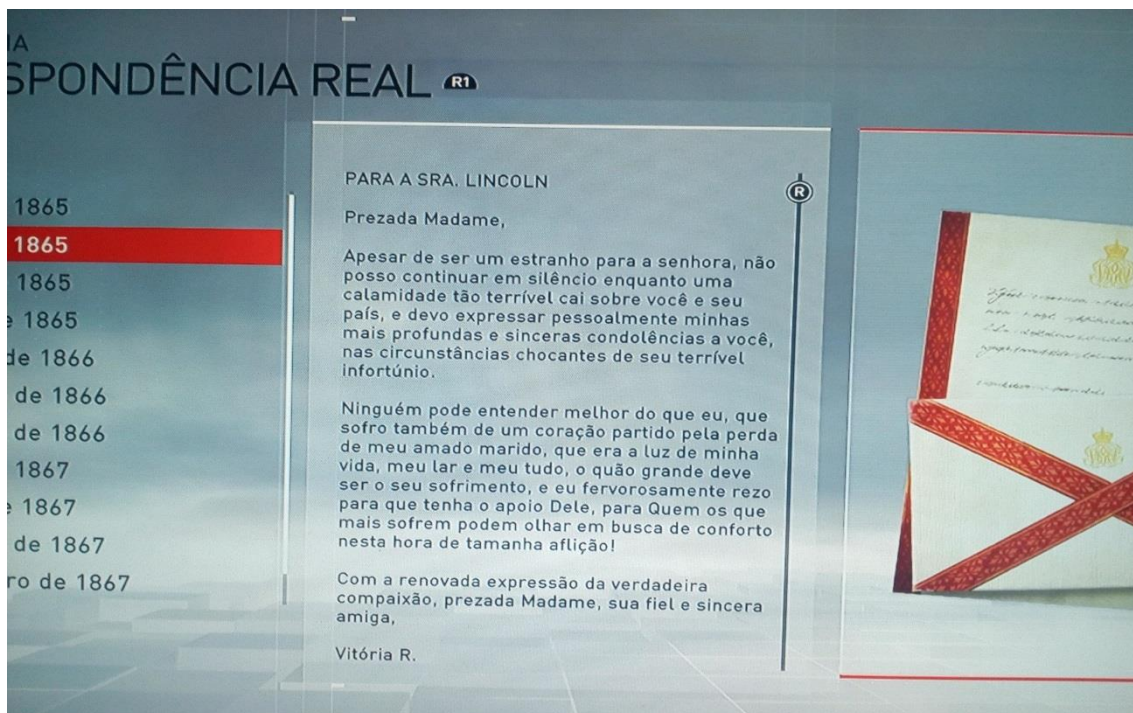 IA
SPONDÊNCIA REAL R1
1865
1865
1865
e 1865
de 1866
de 1866
de 1866
1867
e 1867
de 1867
ro de 1867
PARA A SRA. LINCOLN
Prezada Madame,
Apesar de ser um estranho para a senhora, não
posso continuar em silêncio enquanto uma
calamidade tão terrível cai sobre você e seu
país, e devo expressar pessoalmente minhas
mais profundas e sinceras condolências a você,
nas circunstâncias chocantes de seu terrível
infortúnio.
Ninguém pode entender melhor do que eu, que
sofro também de um coração partido pela perda
de meu amado marido, que era a luz de minha
vida, meu lar e meu tudo, o quão grande deve
ser o seu sofrimento, e eu fervorosamente rezo
para que tenha o apoio Dele, para Quem os que
mais sofrem podem olhar em busca de conforto
nesta hora de tamanha aflição!
Com a renovada expressão da verdadeira
compaixão, prezada Madame, sua fiel e sincera
amiga,
Vitória R.
R